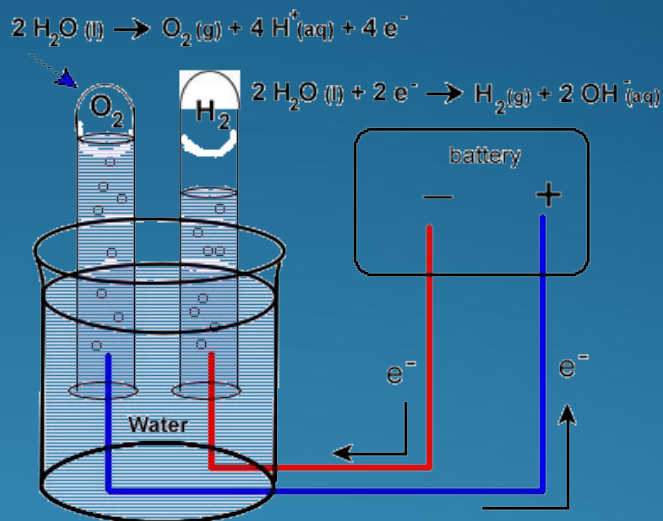 2 H₂O (l) → O₂ (g) + 4 H⁺(aq) + 4 e⁻
O₂
H₂
2 H₂O (l) + 2 e⁻ → H₂(g) + 2 OH⁻(aq)
battery
− +
e⁻
e⁻
Water